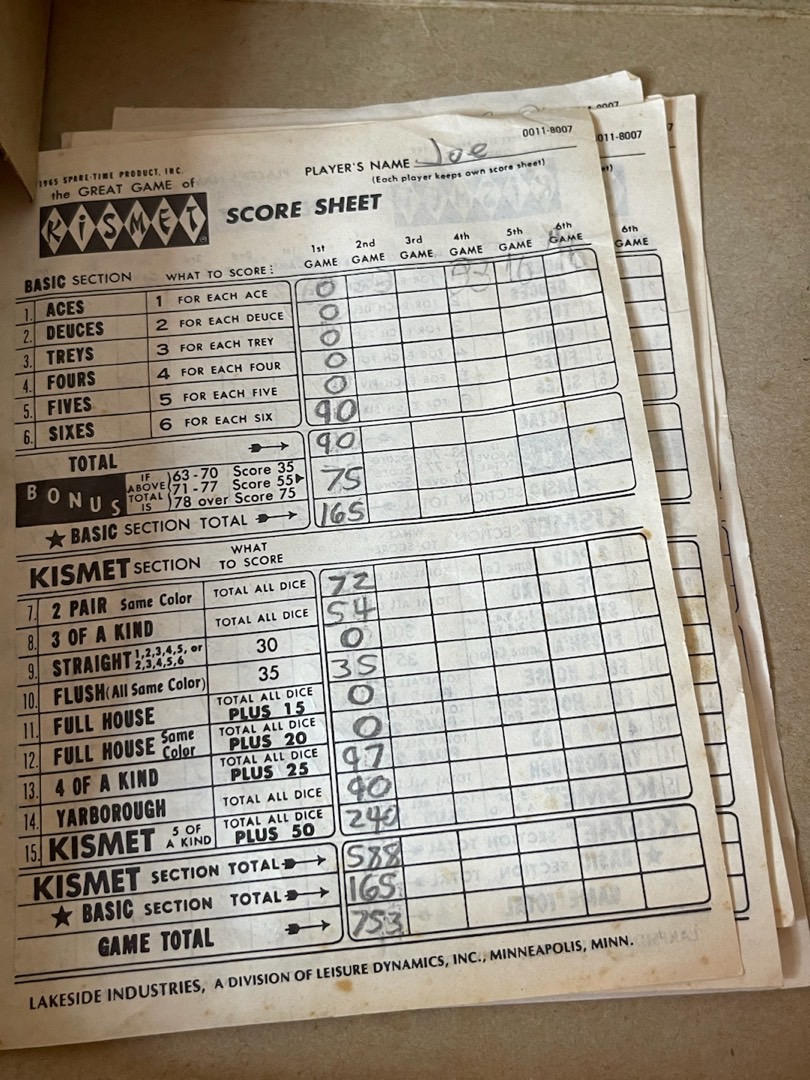 0011-8007
011-8007
1965 SPARE-TIME PRODUCT, INC.
PLAYER'S NAME Joe
(Each player keeps own score sheet)
the GREAT GAME of
KISMET SCORE SHEET
1st GAME 2nd GAME 3rd GAME 4th GAME 5th GAME 6th GAME 6th GAME
BASIC SECTION WHAT TO SCORE:
1. ACES 1 FOR EACH ACE 0
2. DEUCES 2 FOR EACH DEUCE 0
3. TREYS 3 FOR EACH TREY 0
4. FOURS 4 FOR EACH FOUR 0
5. FIVES 5 FOR EACH FIVE 0
6. SIXES 6 FOR EACH SIX 90
TOTAL 90
BONUS IF ABOVE TOTAL IS 63-70 Score 35 71-77 Score 55 78 over Score 75 75
★ BASIC SECTION TOTAL 165
KISMET SECTION WHAT TO SCORE
7. 2 PAIR Same Color TOTAL ALL DICE 72
8. 3 OF A KIND TOTAL ALL DICE 54
9. STRAIGHT 1,2,3,4,5, or 2,3,4,5,6 30 0
10. FLUSH (All Same Color) 35 35
11. FULL HOUSE TOTAL ALL DICE PLUS 15 0
12. FULL HOUSE Same Color TOTAL ALL DICE PLUS 20 0
13. 4 OF A KIND TOTAL ALL DICE PLUS 25 97
14. YARBOROUGH TOTAL ALL DICE 90
15. KISMET 5 OF A KIND TOTAL ALL DICE PLUS 50 240
KISMET SECTION TOTAL 588
★ BASIC SECTION TOTAL 165
GAME TOTAL 753
LAKESIDE INDUSTRIES, A DIVISION OF LEISURE DYNAMICS, INC., MINNEAPOLIS, MINN.